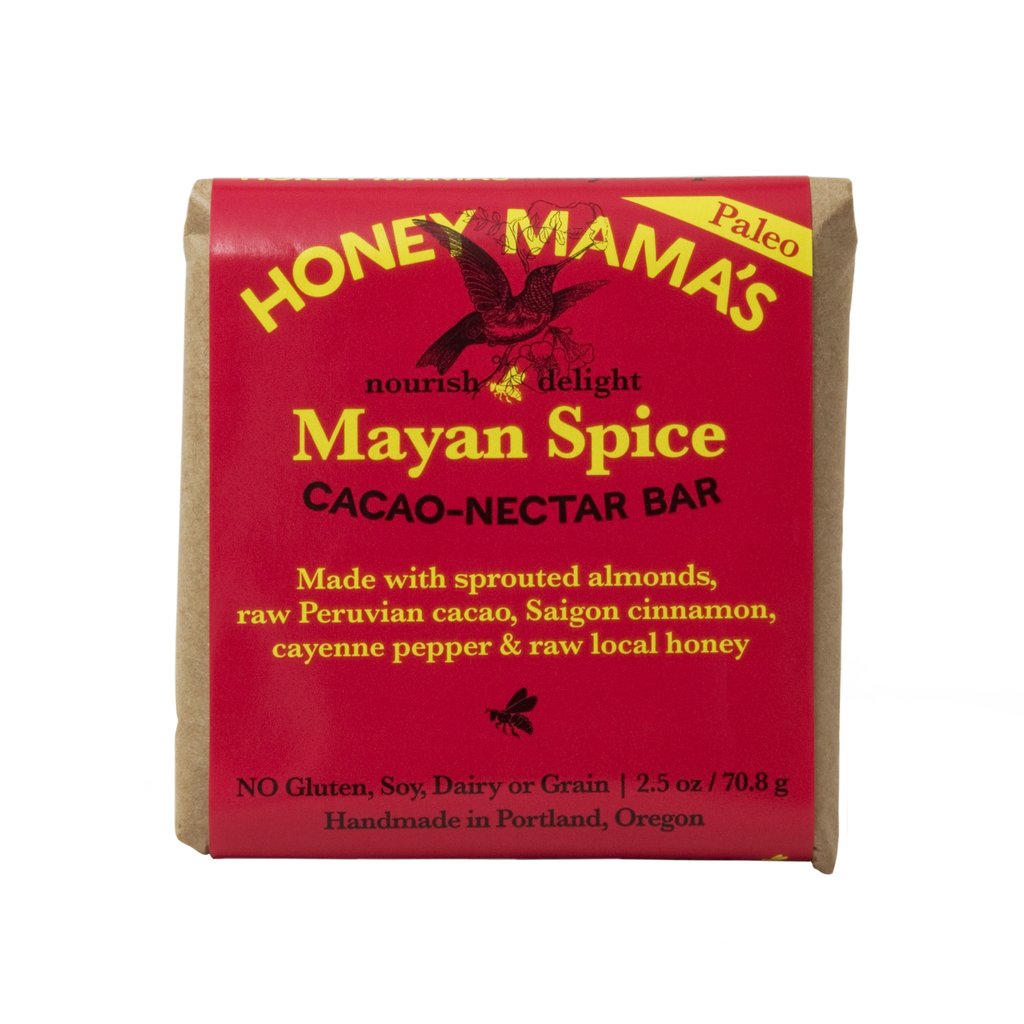 HONEY MAMA'S
Paleo
nourish delight
Mayan Spice
CACAO-NECTAR BAR
Made with sprouted almonds,
raw Peruvian cacao, Saigon cinnamon,
cayenne pepper & raw local honey
NO Gluten, Soy, Dairy or Grain | 2.5 oz / 70.8 g
Handmade in Portland, Oregon